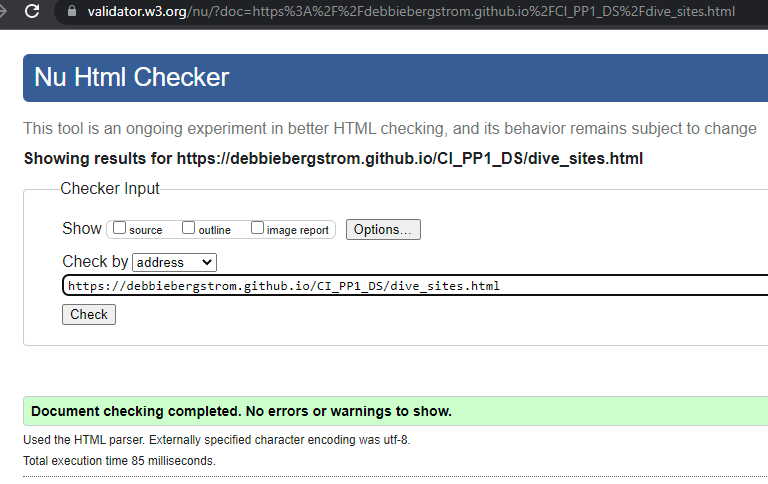 validator.w3.org/nu/?doc=https%3A%2F%2Fdebbiebergstrom.github.io%2FCI_PP1_DS%2Fdive_sites.html
Nu Html Checker
This tool is an ongoing experiment in better HTML checking, and its behavior remains subject to change
Showing results for https://debbiebergstrom.github.io/CI_PP1_DS/dive_sites.html
Checker Input
Show source outline image report Options...
Check by address
https://debbiebergstrom.github.io/CI_PP1_DS/dive_sites.html
Check
Document checking completed. No errors or warnings to show.
Used the HTML parser. Externally specified character encoding was utf-8.
Total execution time 85 milliseconds.